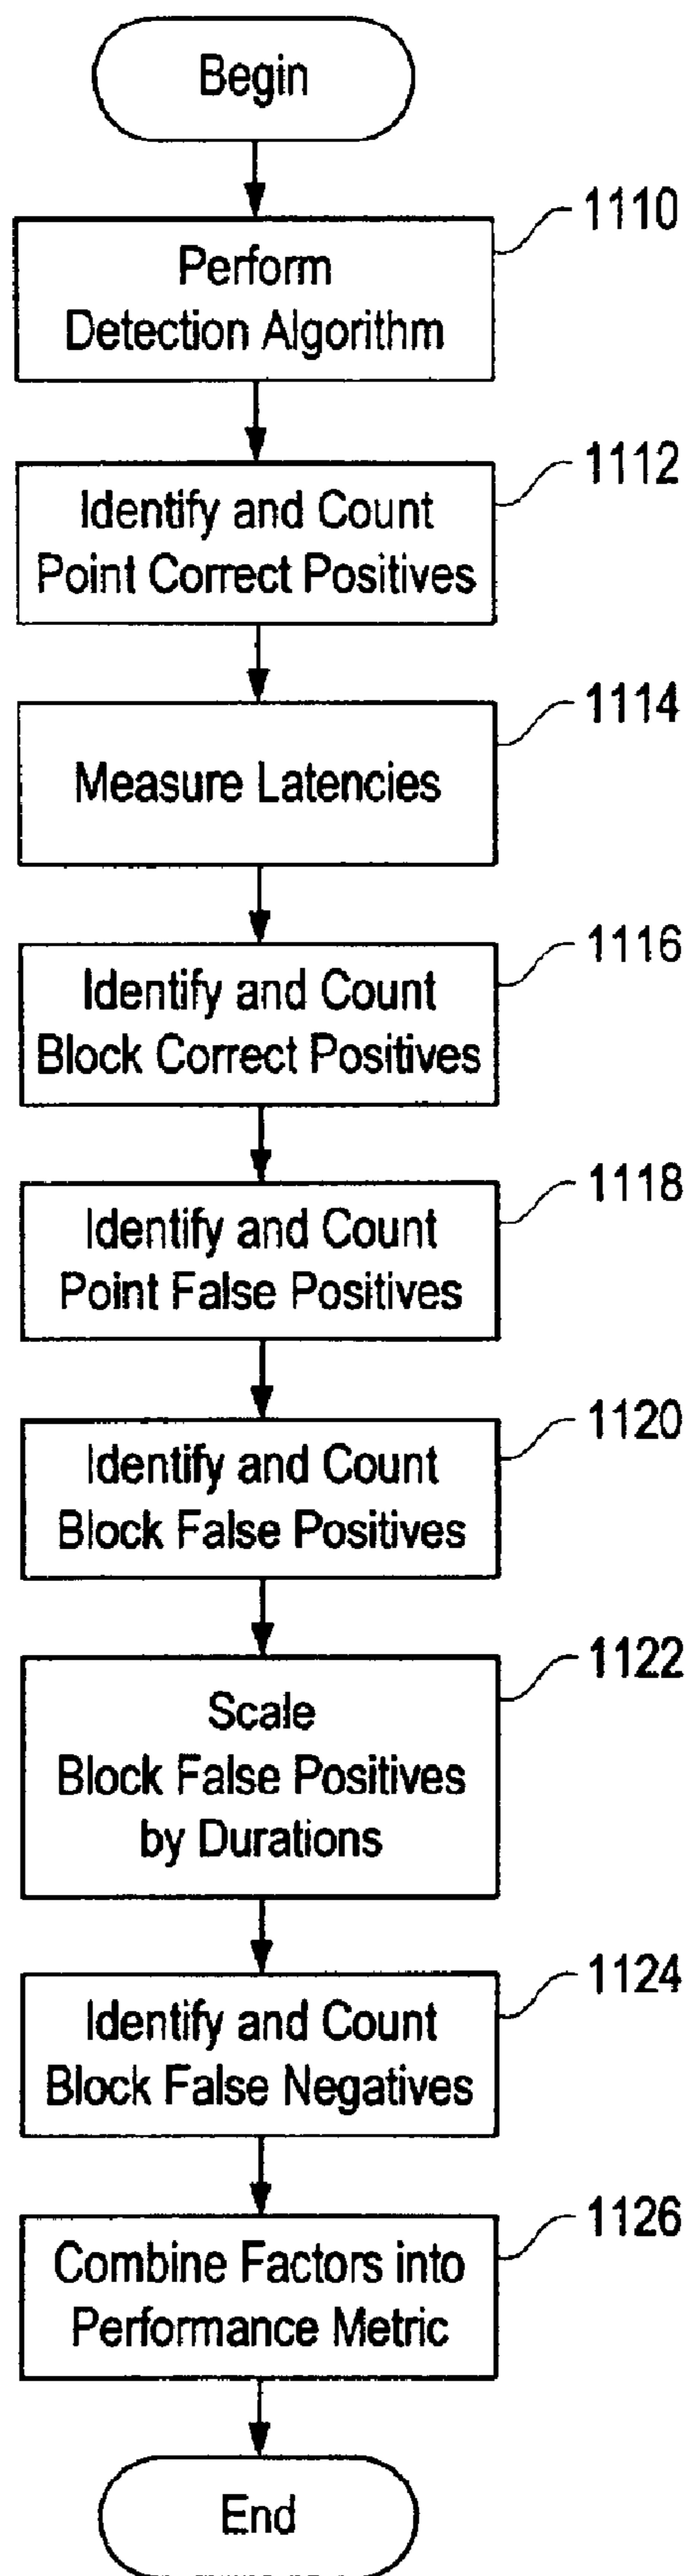 Begin
1110
Perform
Detection Algorithm
1112
Identify and Count
Point Correct Positives
1114
Measure Latencies
1116
Identify and Count
Block Correct Positives
1118
Identify and Count
Point False Positives
1120
Identify and Count
Block False Positives
1122
Scale
Block False Positives
by Durations
1124
Identify and Count
Block False Negatives
1126
Combine Factors into
Performance Metric
End